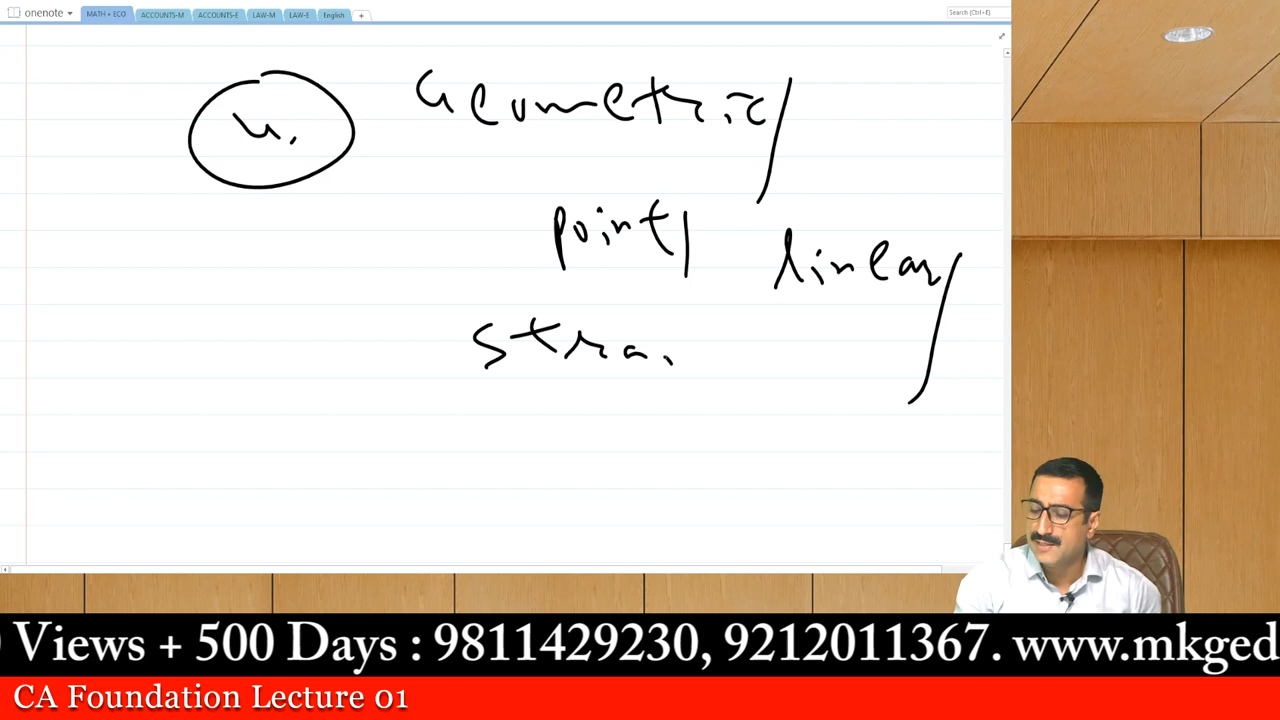 onenote MATH + ECO ACCOUNTS-M ACCOUNTS-E LAW-M LAW-E English + Search (Ctrl+E)
u. Geometric/
point/
linear/
stra.
Views + 500 Days : 9811429230, 9212011367. www.mkged
CA Foundation Lecture 01